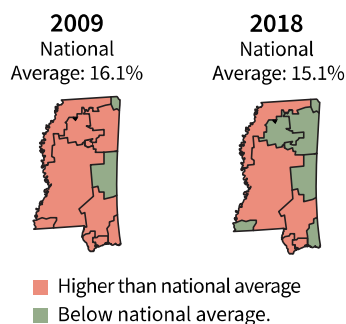 2009
National
Average: 16.1%
2018
National
Average: 15.1%
Higher than national average
Below national average.